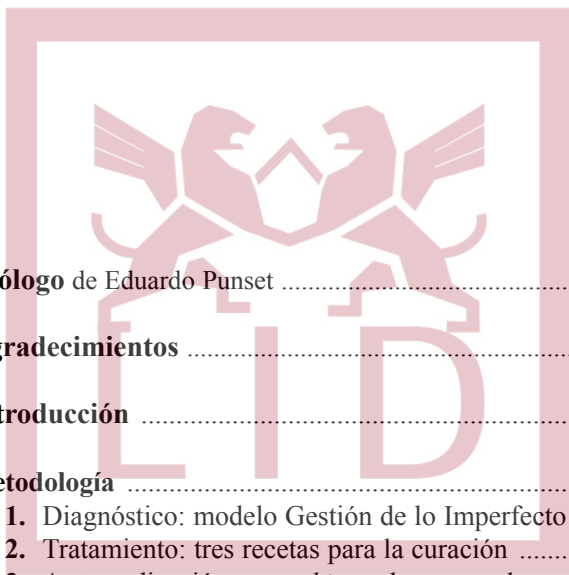 ólogo de Eduardo Punset ..........................................
gradecimientos ..........................................................
troducción .................................................................
etodología ...................................................................
1. Diagnóstico: modelo Gestión de lo Imperfecto
2. Tratamiento: tres recetas para la curación .......
LID